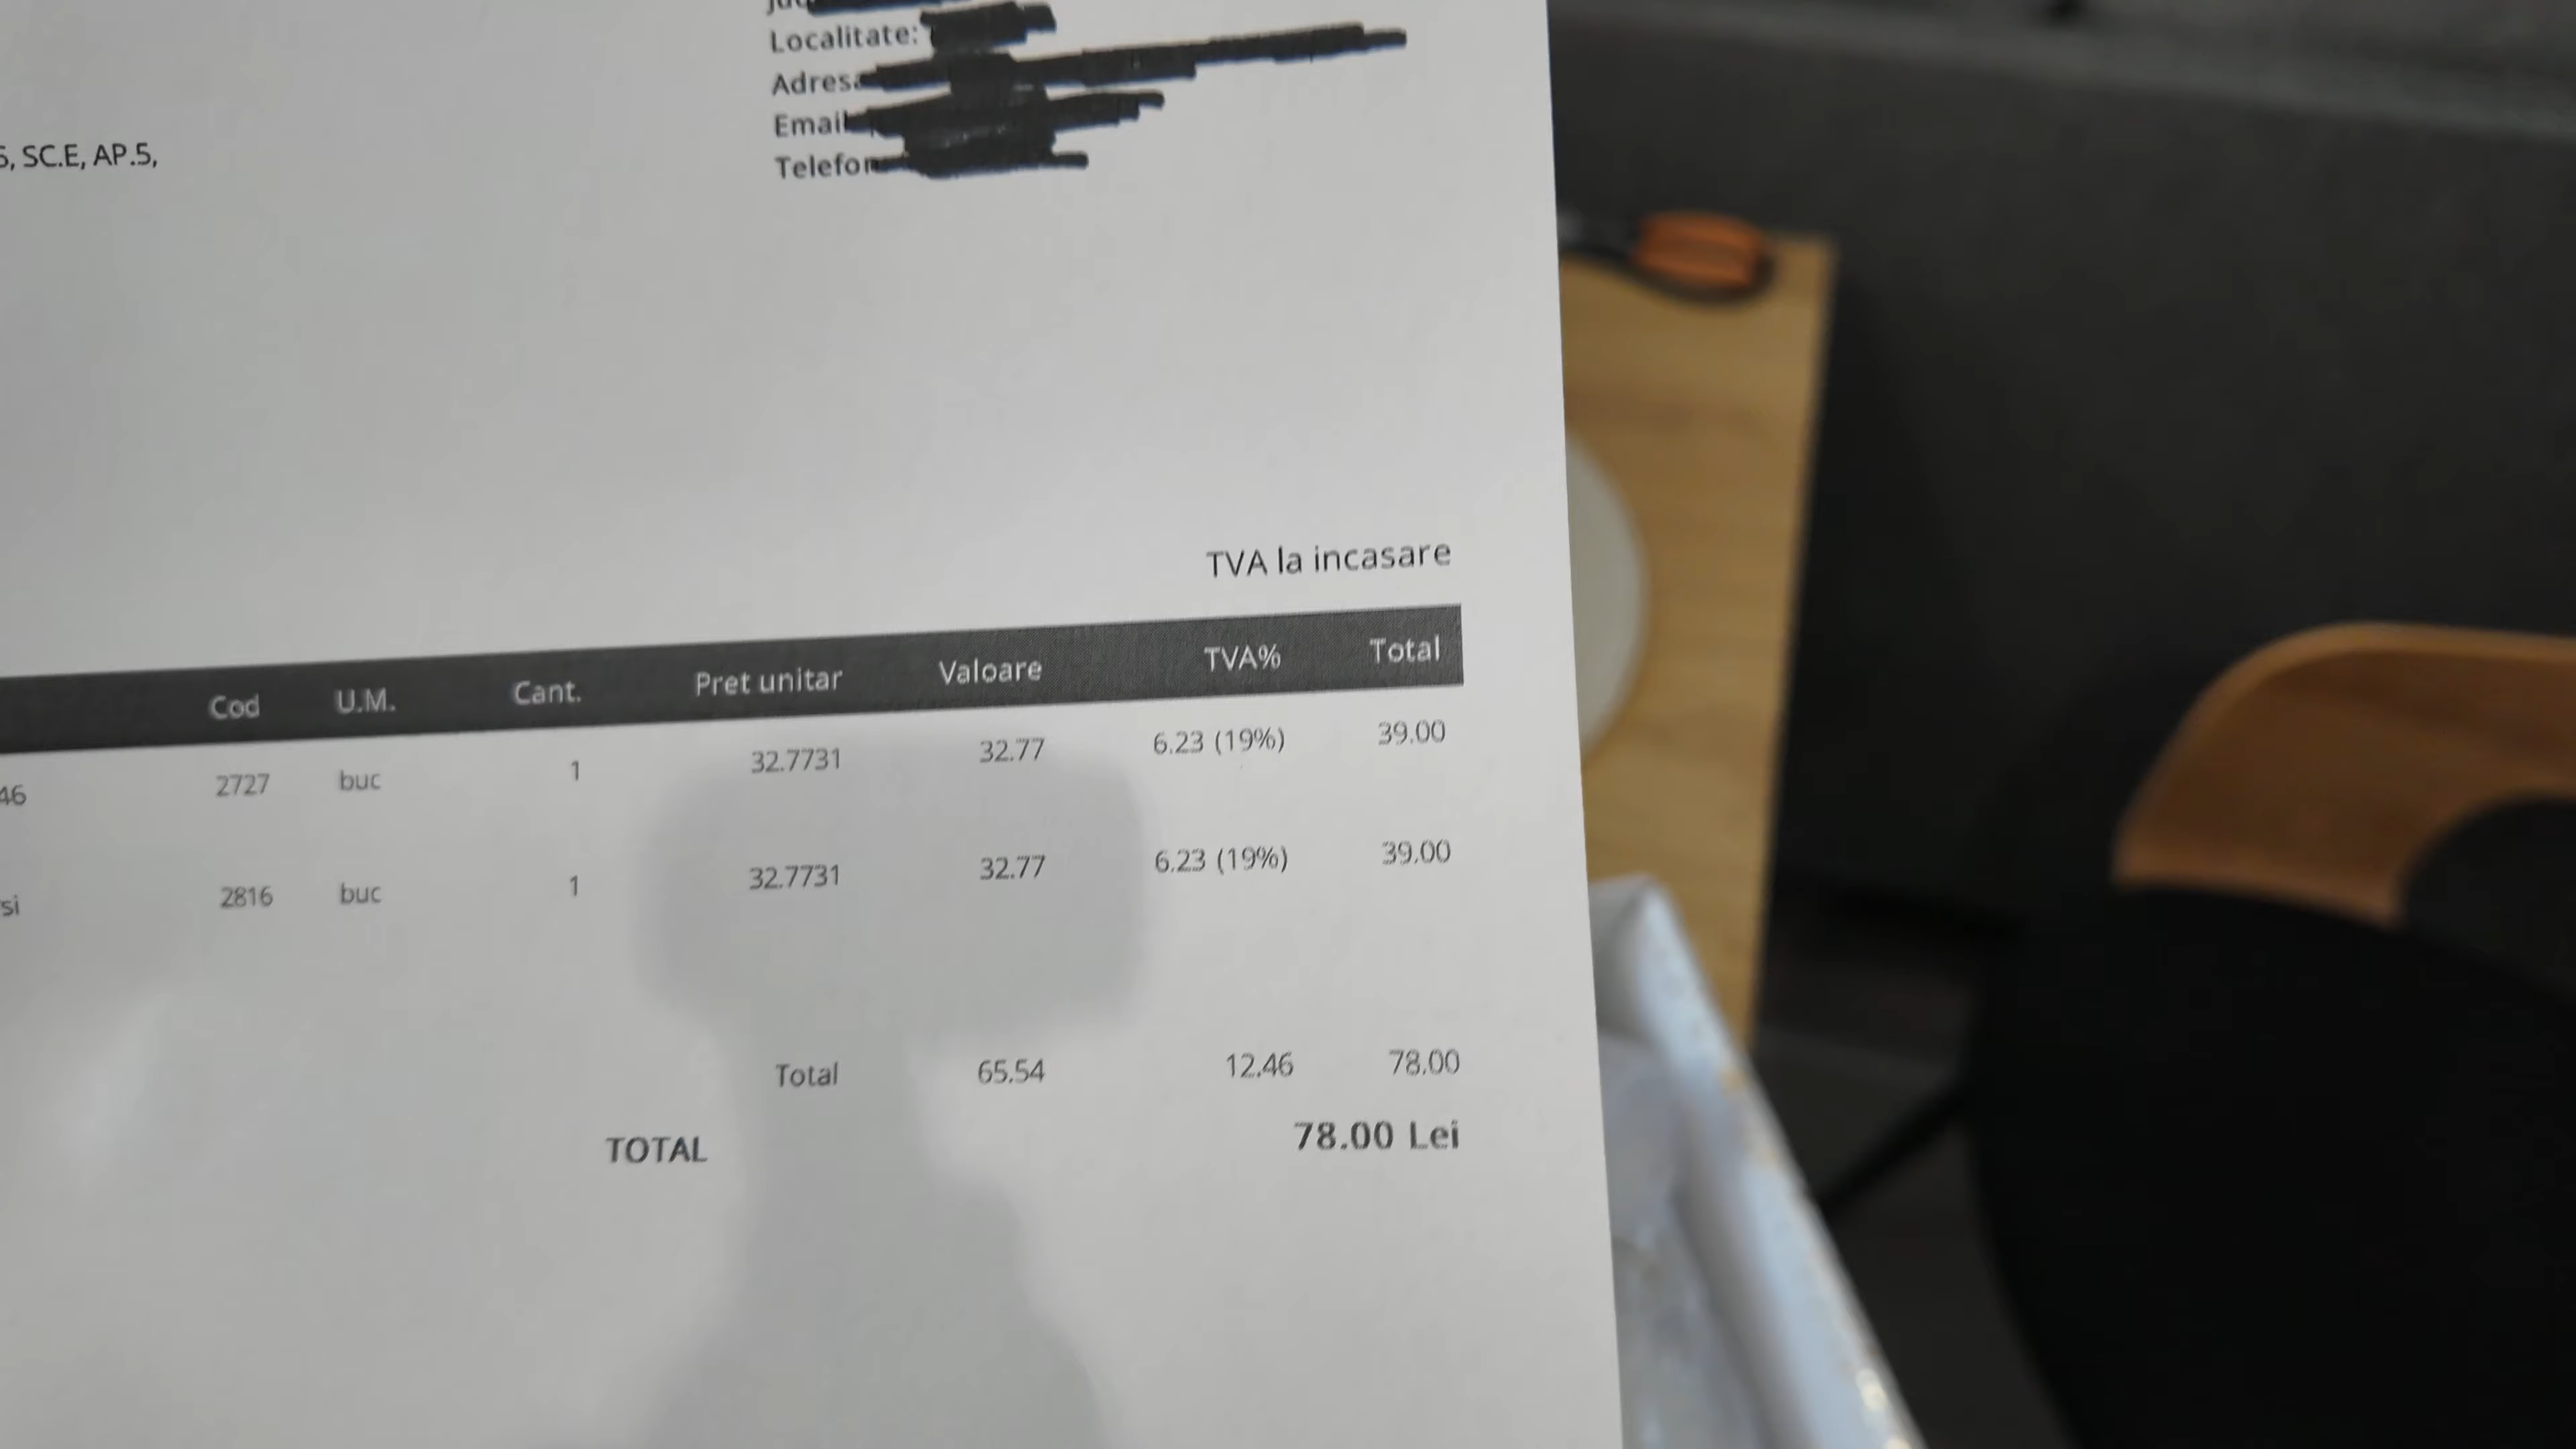 Localitate:
Adresa
Email
Telefon
5, SC.E, AP.5,
TVA la incasare
Cod U.M. Cant. Pret unitar Valoare TVA% Total
46 2727 buc 1 32.7731 32.77 6.23 (19%) 39.00
si 2816 buc 1 32.7731 32.77 6.23 (19%) 39.00
Total 65.54 12.46 78.00
TOTAL 78.00 Lei